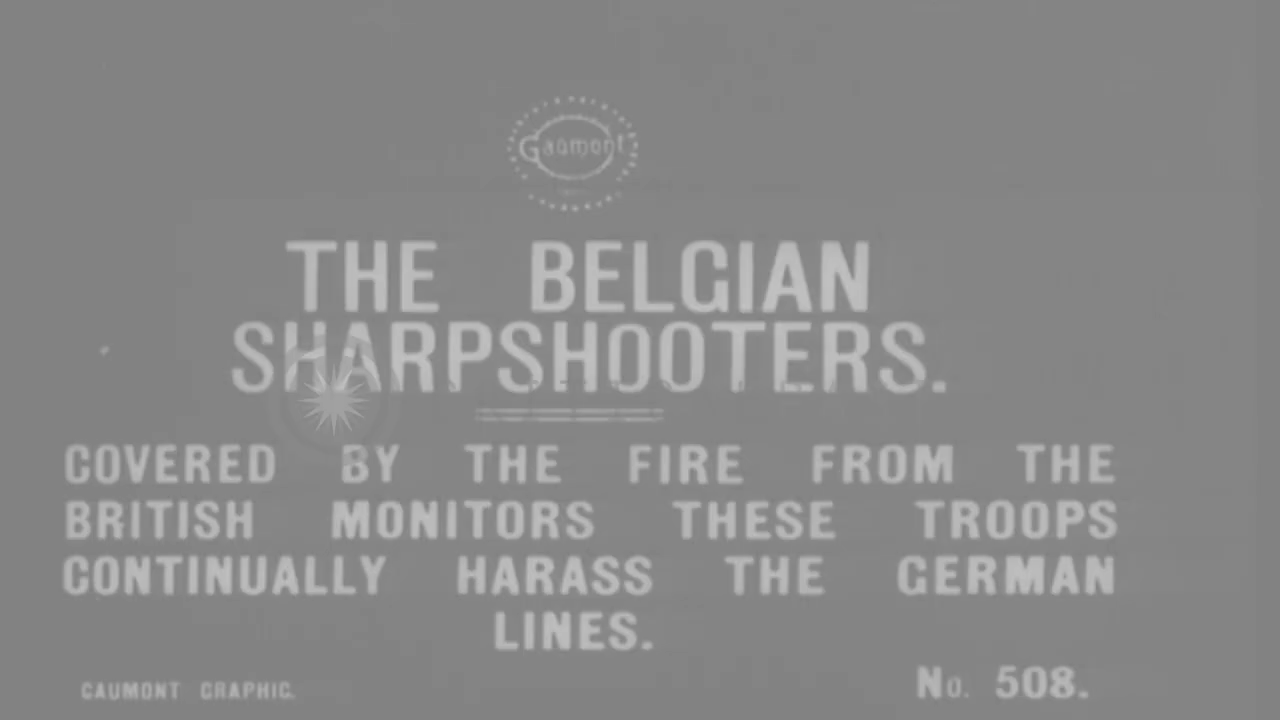 Gaumont
THE BELGIAN
SHARPSHOOTERS.
COVERED BY THE FIRE FROM THE
BRITISH MONITORS THESE TROOPS
CONTINUALLY HARASS THE GERMAN
LINES.
GAUMONT GRAPHIC.
No. 508.